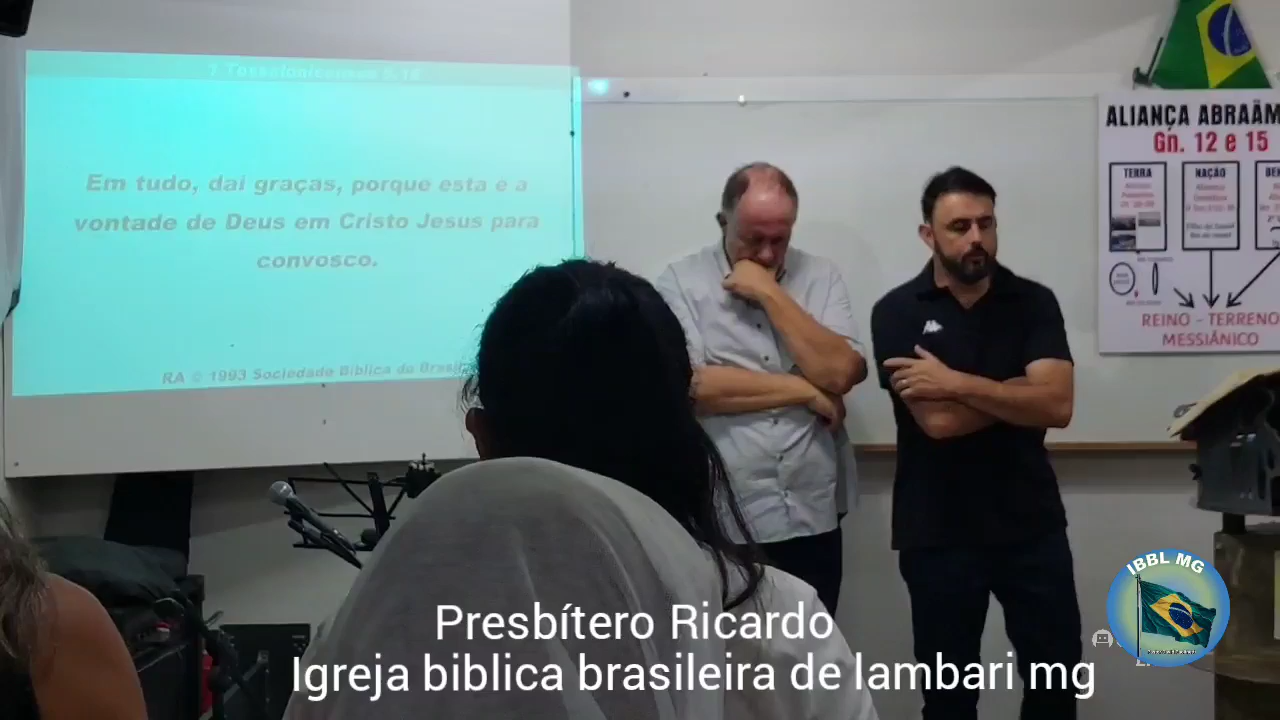 Em tudo, dai graças, porque esta e a
vontade de Deus em Cristo Jesus para
convosco.
RA © 1993 Sociedade Bíblica do Brasil
ALIANÇA ABRAÂM
Gn. 12 e 15
TERRA
NAÇÃO
REINO - TERRENO
MESSIÂNICO
IBBL MG
Presbítero Ricardo
Igreja biblica brasileira de lambari mg